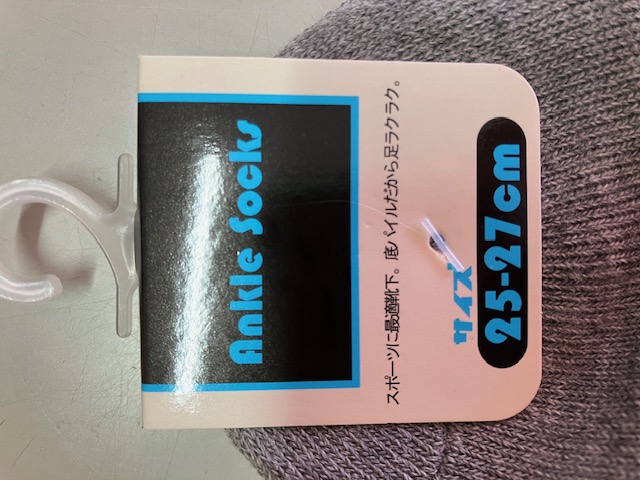 Ankle Socks
スポーツに最適靴下。底パイルだから足ラクラク。
サイズ
25-27cm